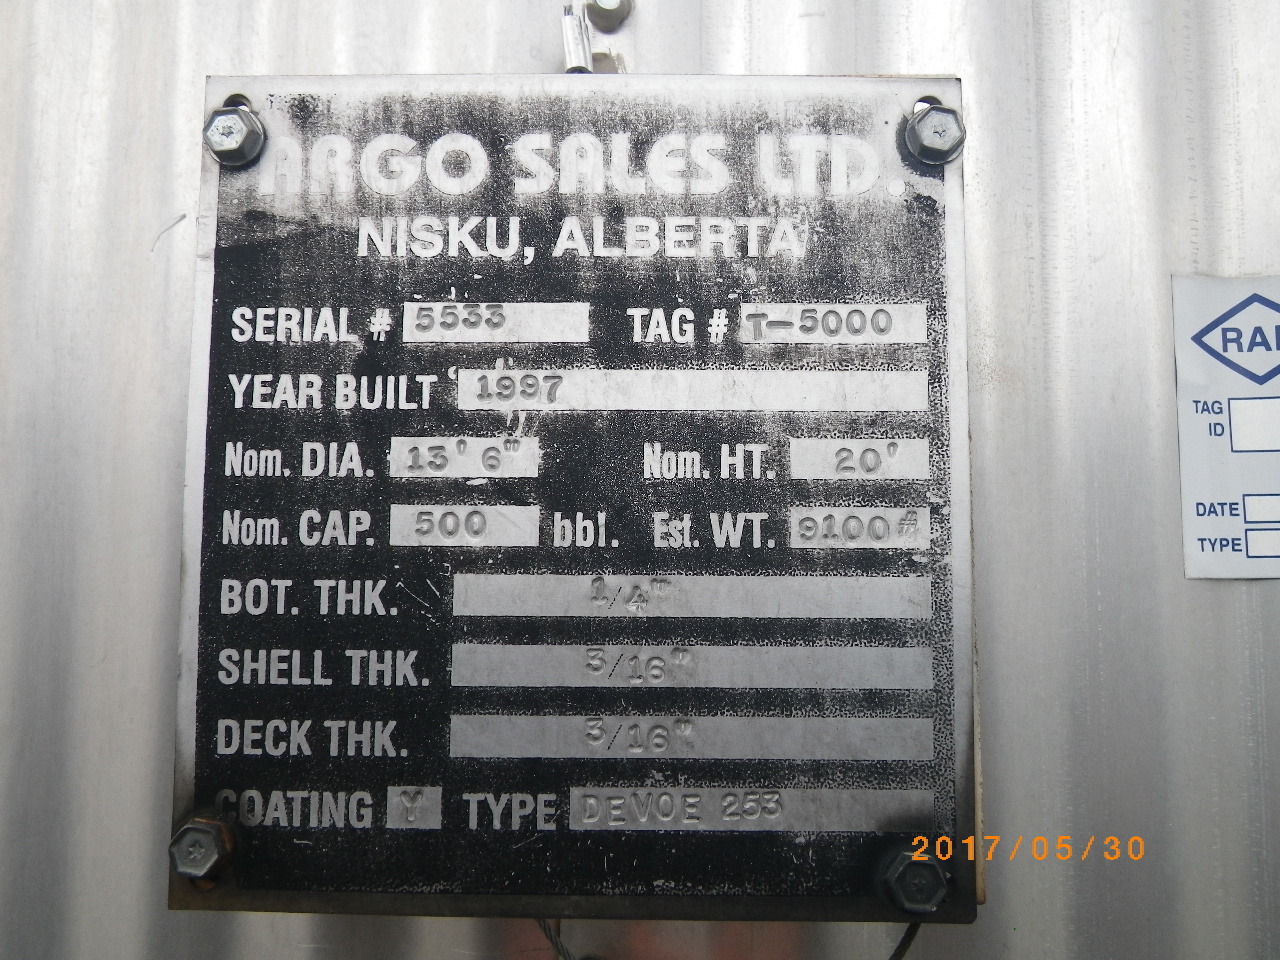 ARGO SALES LTD.
NISKU, ALBERTA
SERIAL # 5533 TAG # T-5000
YEAR BUILT 1997
Nom. DIA. 13' 6" Nom. HT. 20'
Nom. CAP. 500 bbl. Est. WT. 9100#
BOT. THK. 1/4"
SHELL THK. 3/16"
DECK THK. 3/16"
COATING Y TYPE DEVOE 253
TAG
ID
DATE
TYPE
2017/05/30